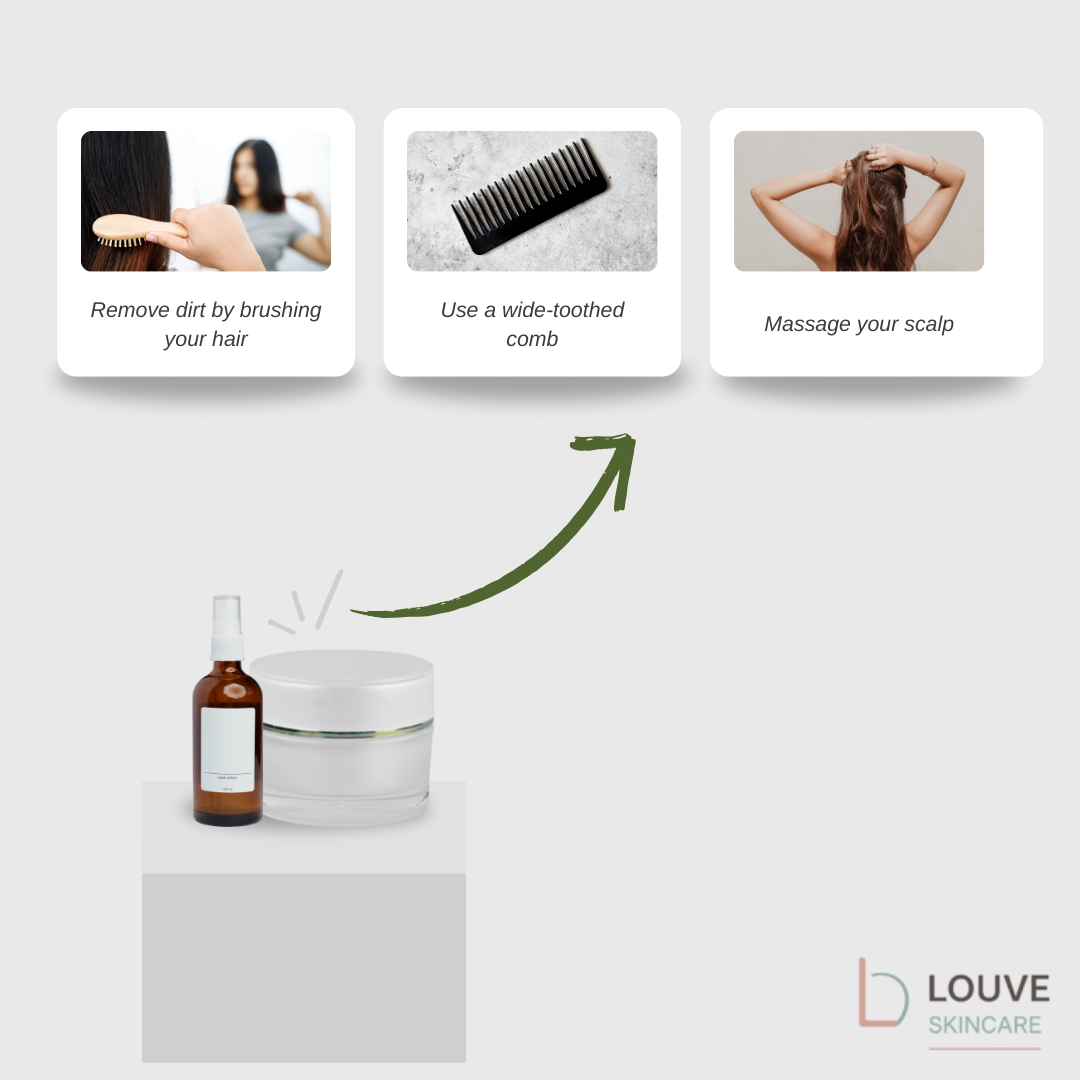 Remove dirt by brushing
your hair
Use a wide-toothed
comb
Massage your scalp
LOUVE
SKINCARE